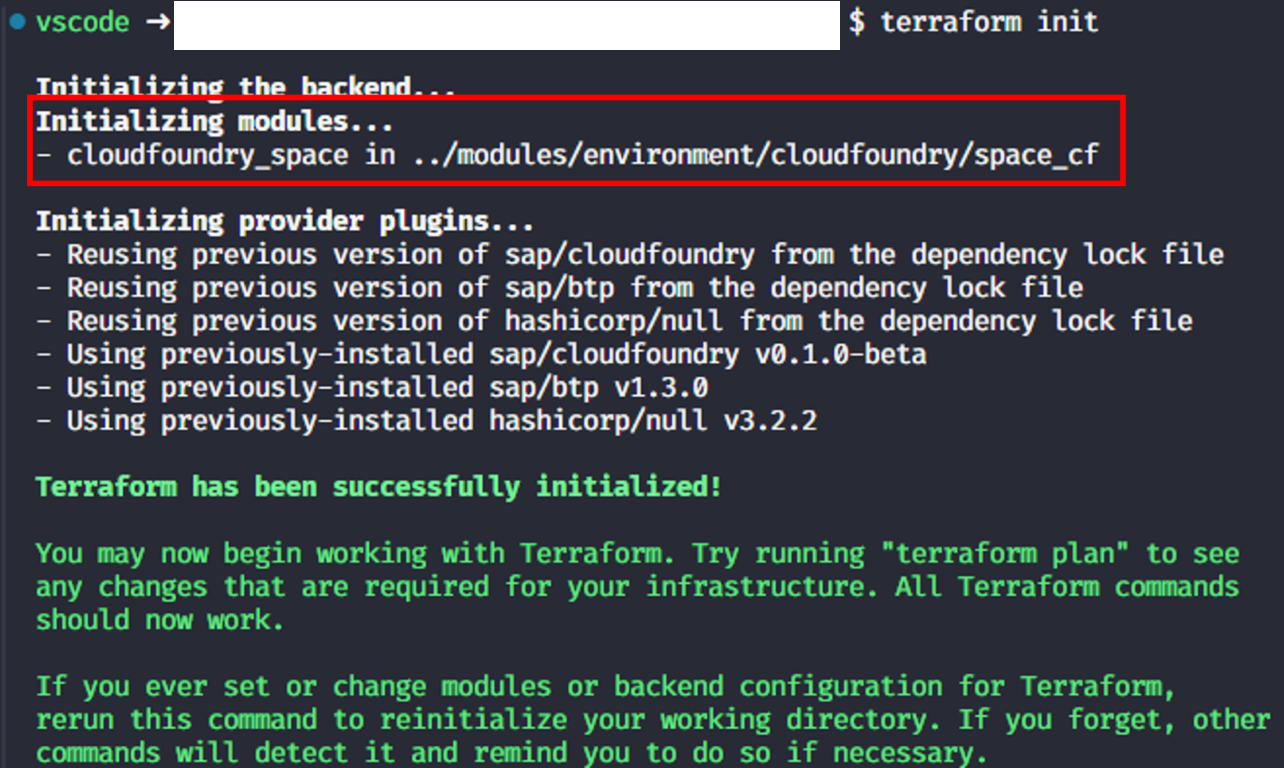 vscode ➜ $ terraform init
Initializing the backend...
Initializing modules...
- cloudfoundry_space in ../modules/environment/cloudfoundry/space_cf
Initializing provider plugins...
- Reusing previous version of sap/cloudfoundry from the dependency lock file
- Reusing previous version of sap/btp from the dependency lock file
- Reusing previous version of hashicorp/null from the dependency lock file
- Using previously-installed sap/cloudfoundry v0.1.0-beta
- Using previously-installed sap/btp v1.3.0
- Using previously-installed hashicorp/null v3.2.2
Terraform has been successfully initialized!
You may now begin working with Terraform. Try running "terraform plan" to see
any changes that are required for your infrastructure. All Terraform commands
should now work.
If you ever set or change modules or backend configuration for Terraform,
rerun this command to reinitialize your working directory. If you forget, other
commands will detect it and remind you to do so if necessary.